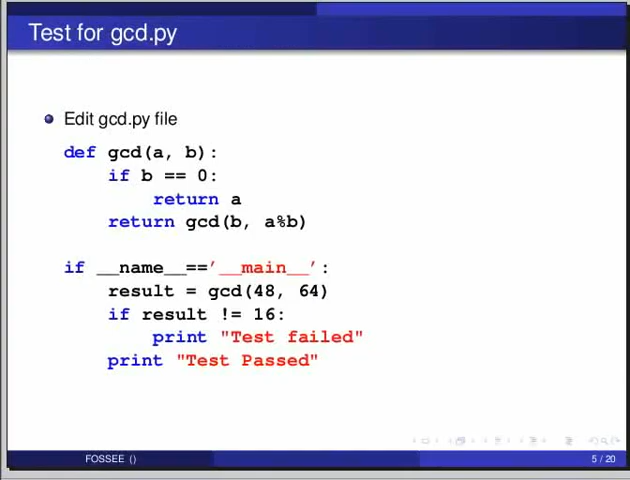 Test for gcd.py
Edit gcd.py file
def gcd(a, b):
    if b == 0:
        return a
    return gcd(b, a%b)
if __name__=='__main__':
    result = gcd(48, 64)
    if result != 16:
        print "Test failed"
    print "Test Passed"
FOSSEE ()
5 / 20